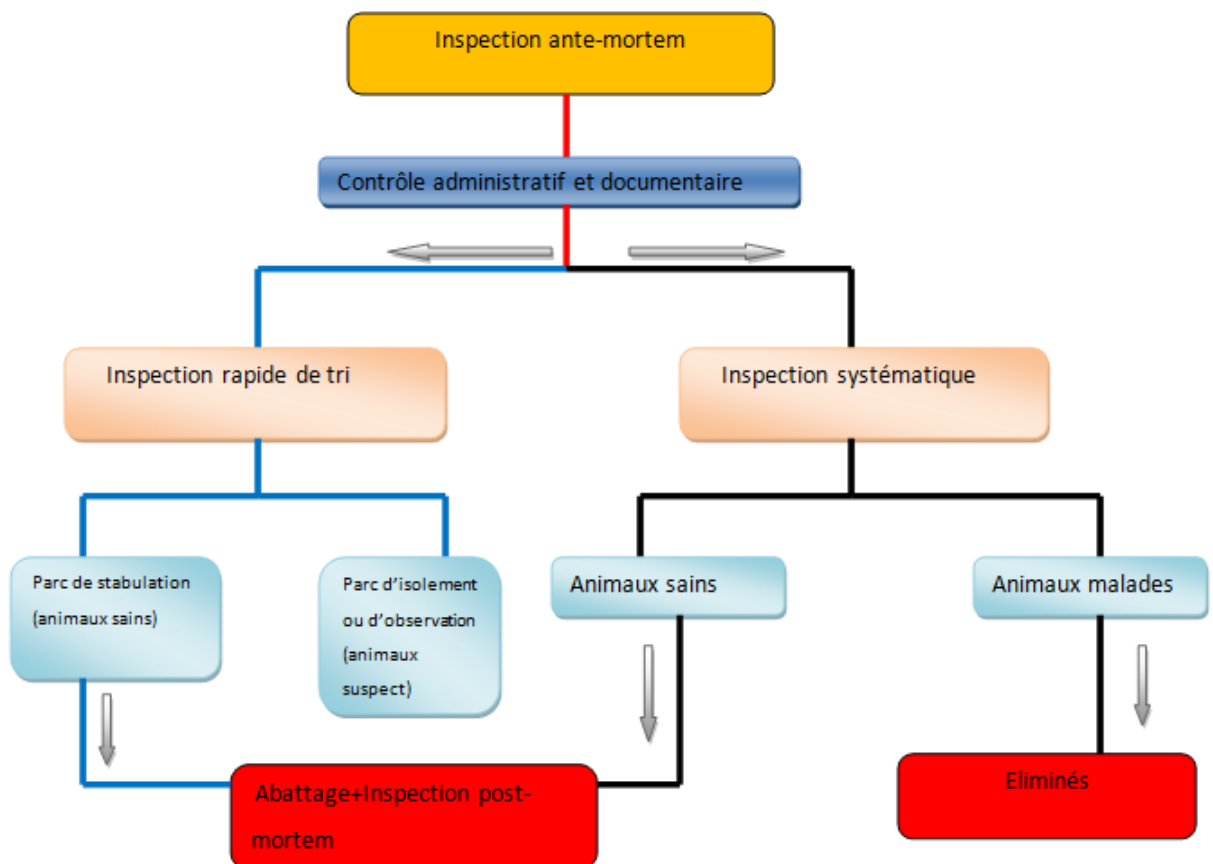 Inspection ante-mortem
Contrôle administratif et documentaire
Inspection rapide de tri
Inspection systématique
Parc de stabulation
(animaux sains)
Parc d’isolement
ou d’observation
(animaux
suspect)
Animaux sains
Animaux malades
Abattage+Inspection post-
mortem
Eliminés